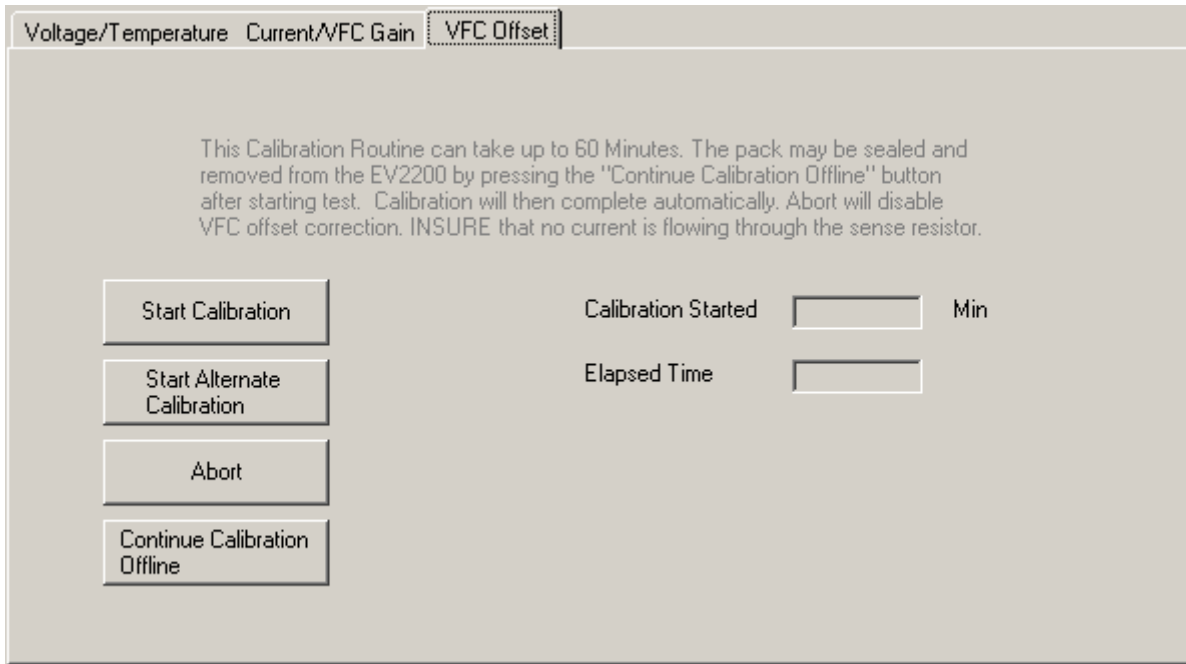 Voltage/Temperature Current/VFC Gain VFC Offset
This Calibration Routine can take up to 60 Minutes. The pack may be sealed and
removed from the EV2200 by pressing the "Continue Calibration Offline" button
after starting test. Calibration will then complete automatically. Abort will disable
VFC offset correction. INSURE that no current is flowing through the sense resistor.
Start Calibration
Calibration Started Min
Start Alternate
Calibration
Elapsed Time
Abort
Continue Calibration
Offline